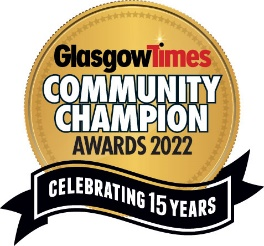 GlasgowTimes
COMMUNITY
CHAMPION
AWARDS 2022
CELEBRATING 15 YEARS